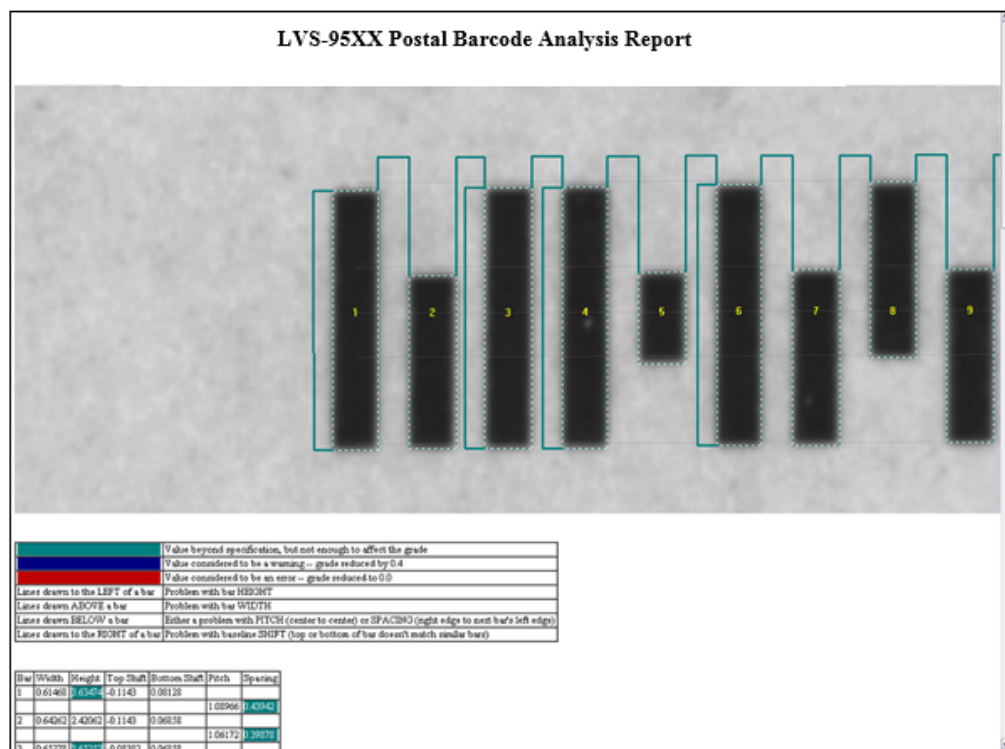 LVS-95XX Postal Barcode Analysis Report
1 2 3 4 5 6 7 8 9
Value beyond specification, but not enough to affect the grade
Value considered to be a warning -- grade reduced by 0.4
Value considered to be an error -- grade reduced to 0.0
Lines drawn to the LEFT of a bar Problem with bar HEIGHT
Lines drawn ABOVE a bar Problem with bar WIDTH
Lines drawn BELOW a bar Either a problem with PITCH (center to center) or SPACING (right edge to next bar's left edge)
Lines drawn to the RIGHT of a bar Problem with baseline SHIFT (top or bottom of bar doesn't match similar bars)
Bar Width Height Top Shift Bottom Shift Pitch Spacing
1 0.61468 3.63474 -0.1143 0.08128
1.08966 0.43942
2 0.64262 2.42062 -0.1143 0.06858
1.06172 0.39878
3